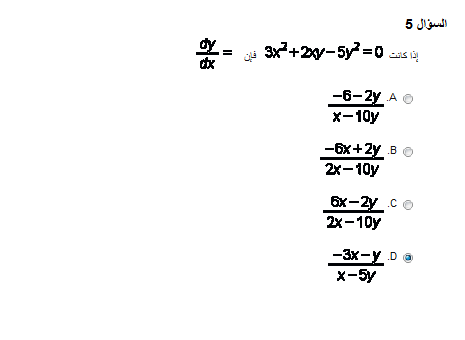 السؤال 5
إذا كانت 3x²+2xy−5y²=0 فإن dy/dx =
A. (−6−2y)/(x−10y)
B. (−6x+2y)/(2x−10y)
C. (6x−2y)/(2x−10y)
D. (−3x−y)/(x−5y)